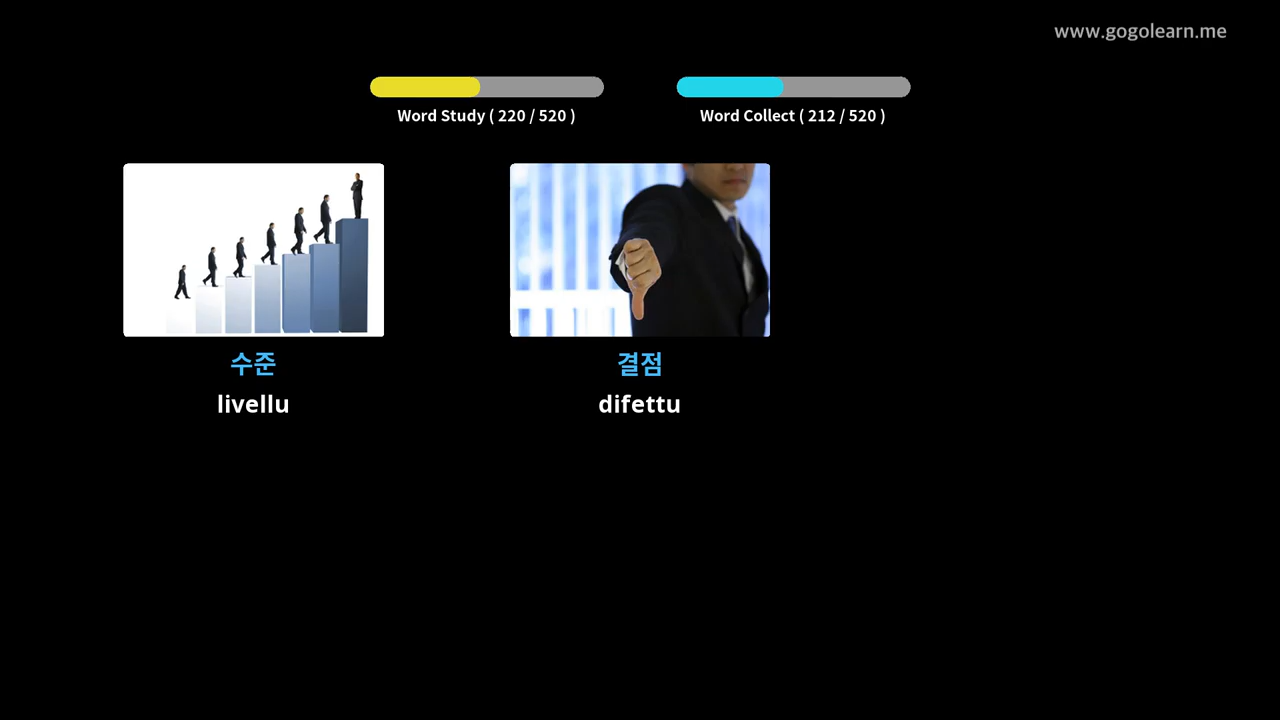 www.gogolearn.me
Word Study ( 220 / 520 )
Word Collect ( 212 / 520 )
수준
결점
livellu
difettu